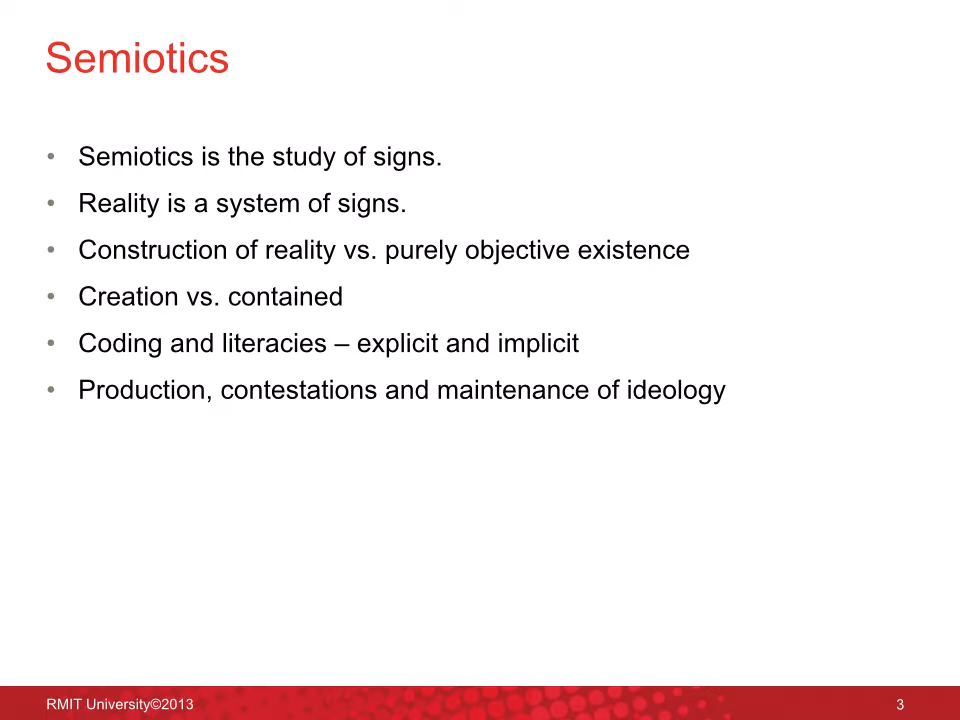 Semiotics
• Semiotics is the study of signs.
• Reality is a system of signs.
• Construction of reality vs. purely objective existence
• Creation vs. contained
• Coding and literacies – explicit and implicit
• Production, contestations and maintenance of ideology
RMIT University©2013
3